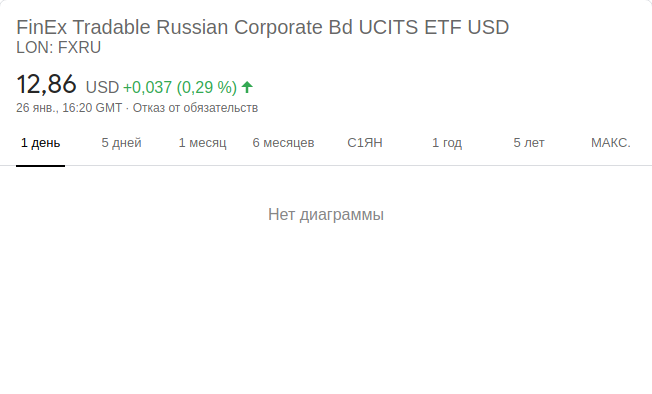 FinEx Tradable Russian Corporate Bd UCITS ETF USD
LON: FXRU
12,86 USD +0,037 (0,29 %)
26 янв., 16:20 GMT · Отказ от обязательств
1 день 5 дней 1 месяц 6 месяцев С1ЯН 1 год 5 лет МАКС.
Нет диаграммы